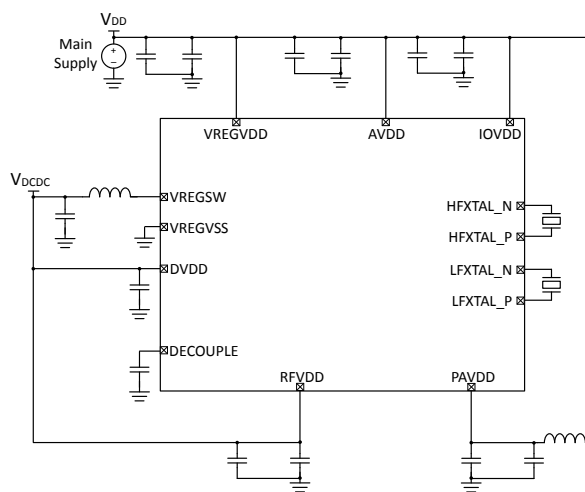 VDD
Main
Supply
+
−
VREGVDD
AVDD
IOVDD
VDCDC
VREGSW
VREGVSS
DVDD
DECOUPLE
HFXTAL_N
HFXTAL_P
LFXTAL_N
LFXTAL_P
RFVDD
PAVDD